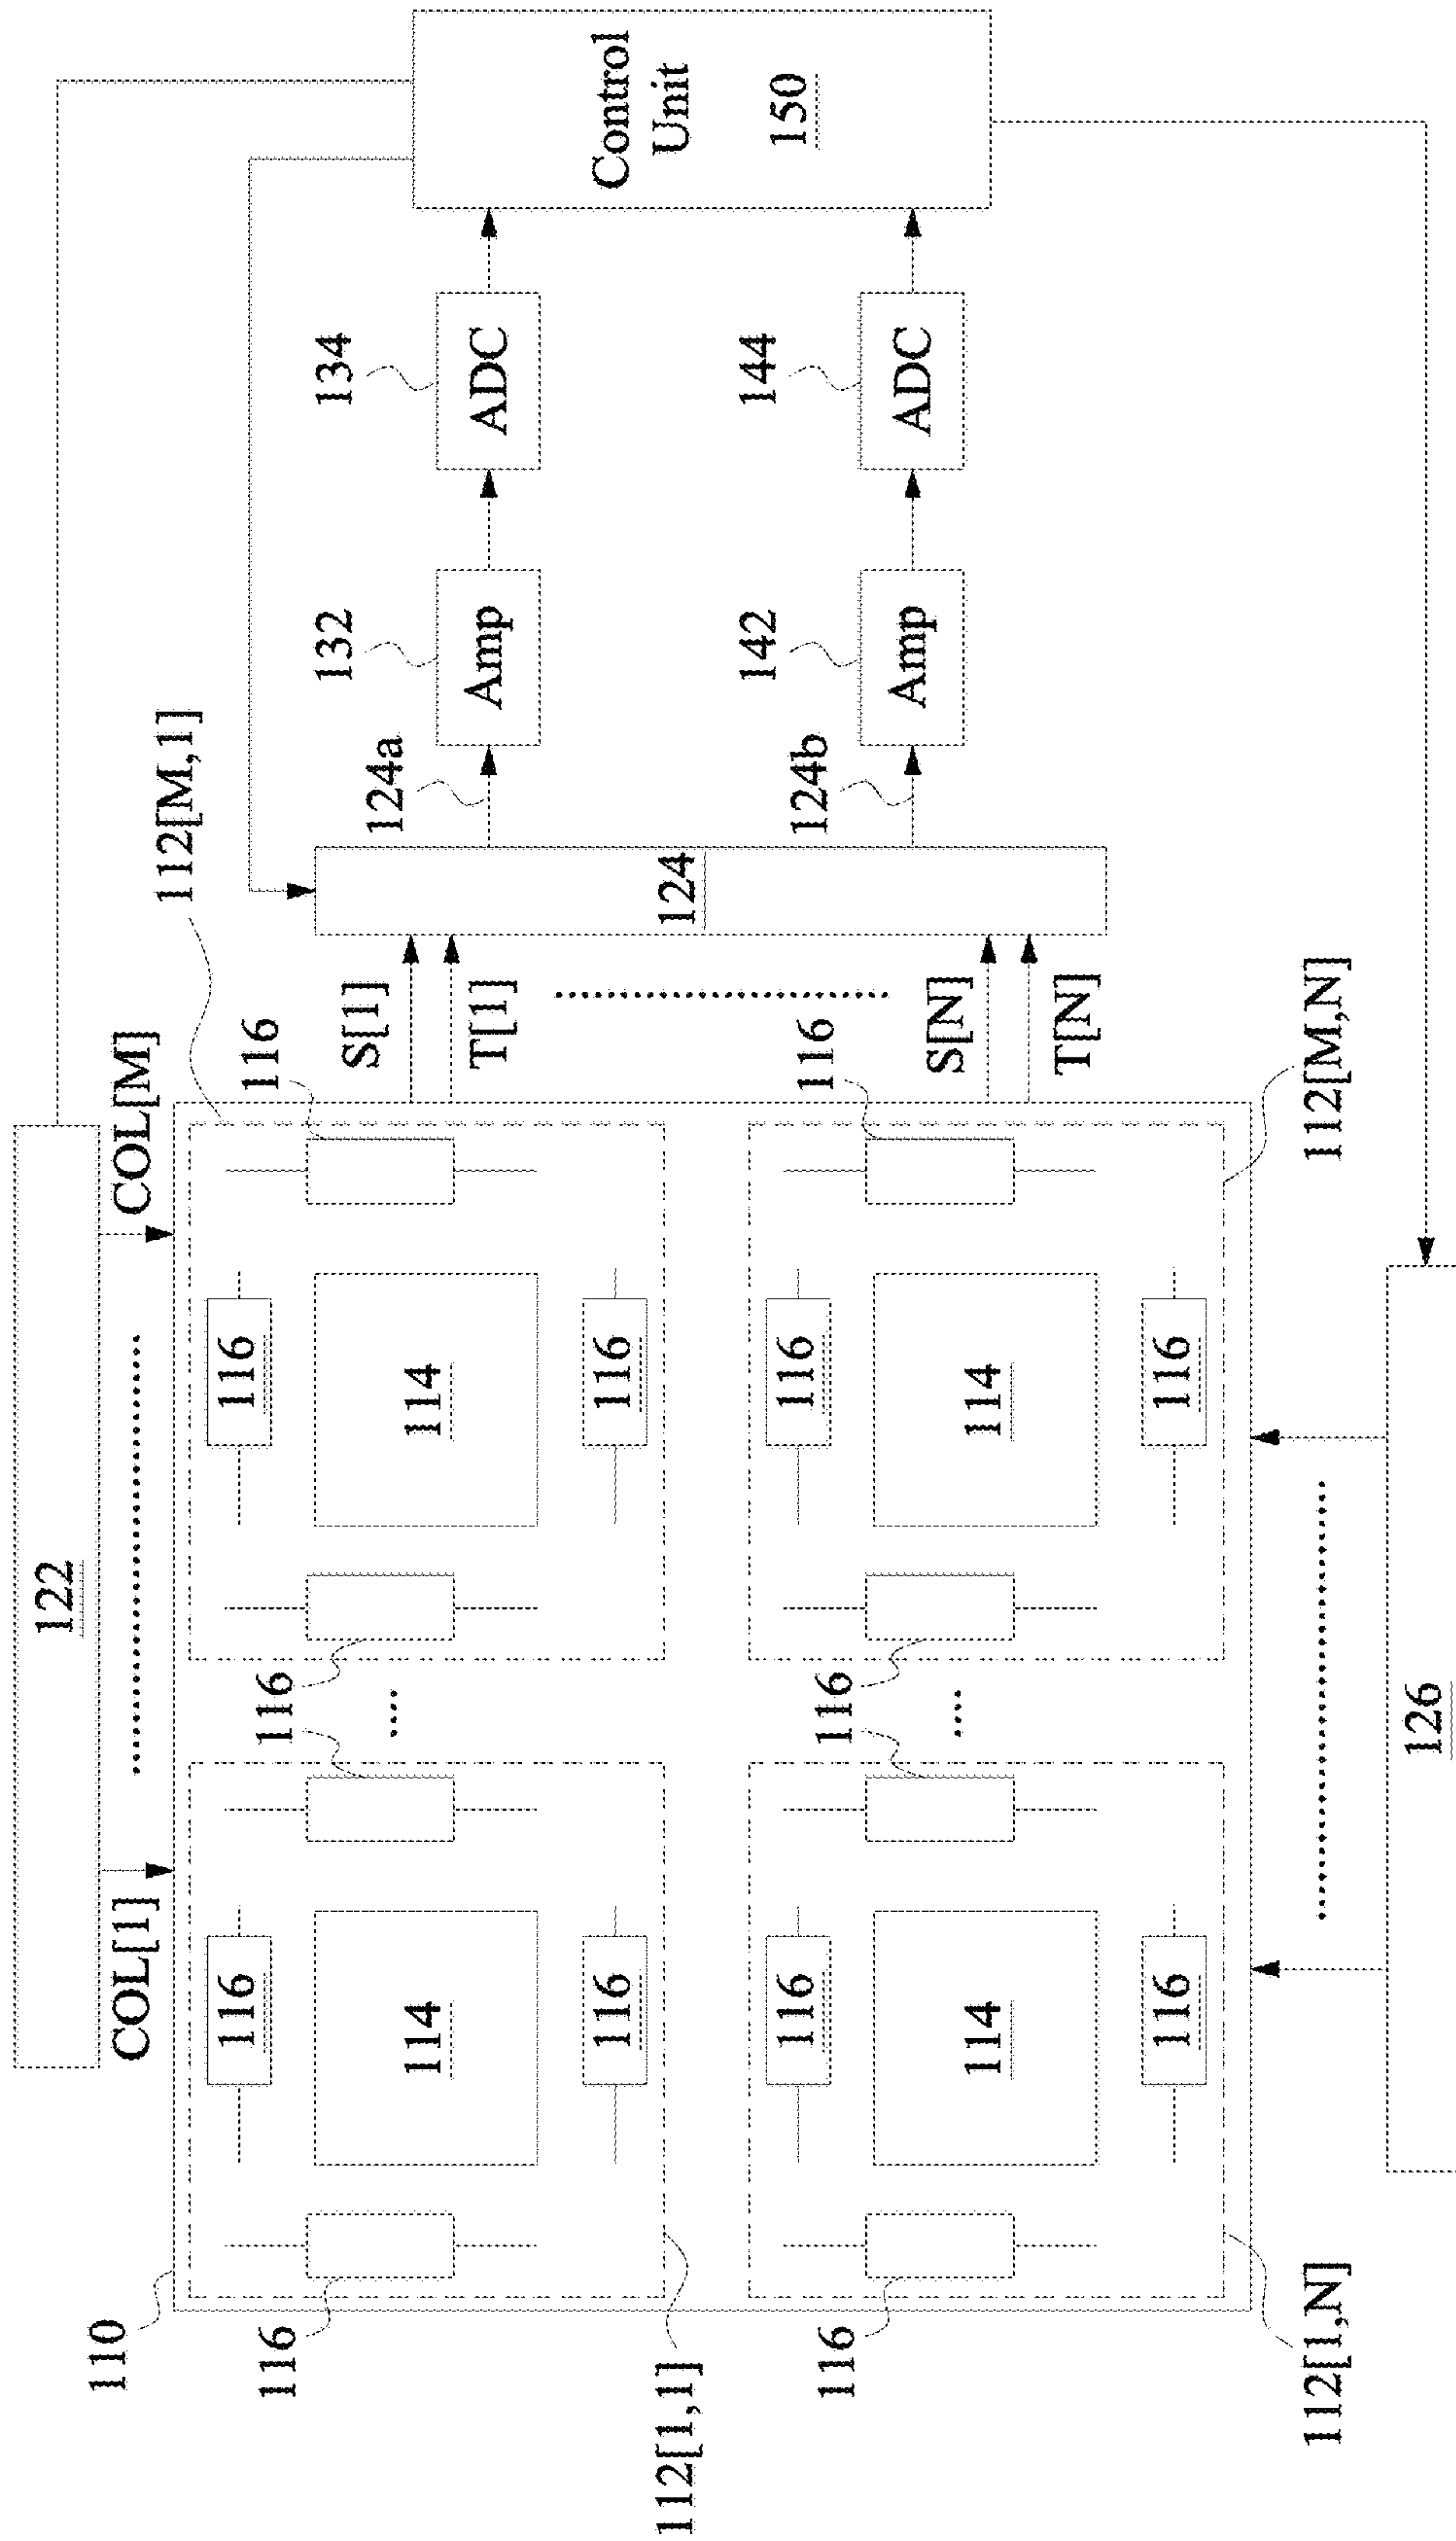 122
COL[1]
COL[M]
110
112[M,1]
116
116
116
116
116
116
132
134
S[1]
124a
114
114
T[1]
Amp
ADC
116
116
Control
Unit
150
112[1,1]
124
142
144
116
116
116
116
116
116
124b
Amp
ADC
S[N]
114
114
T[N]
116
116
112[1,N]
112[M,N]
126